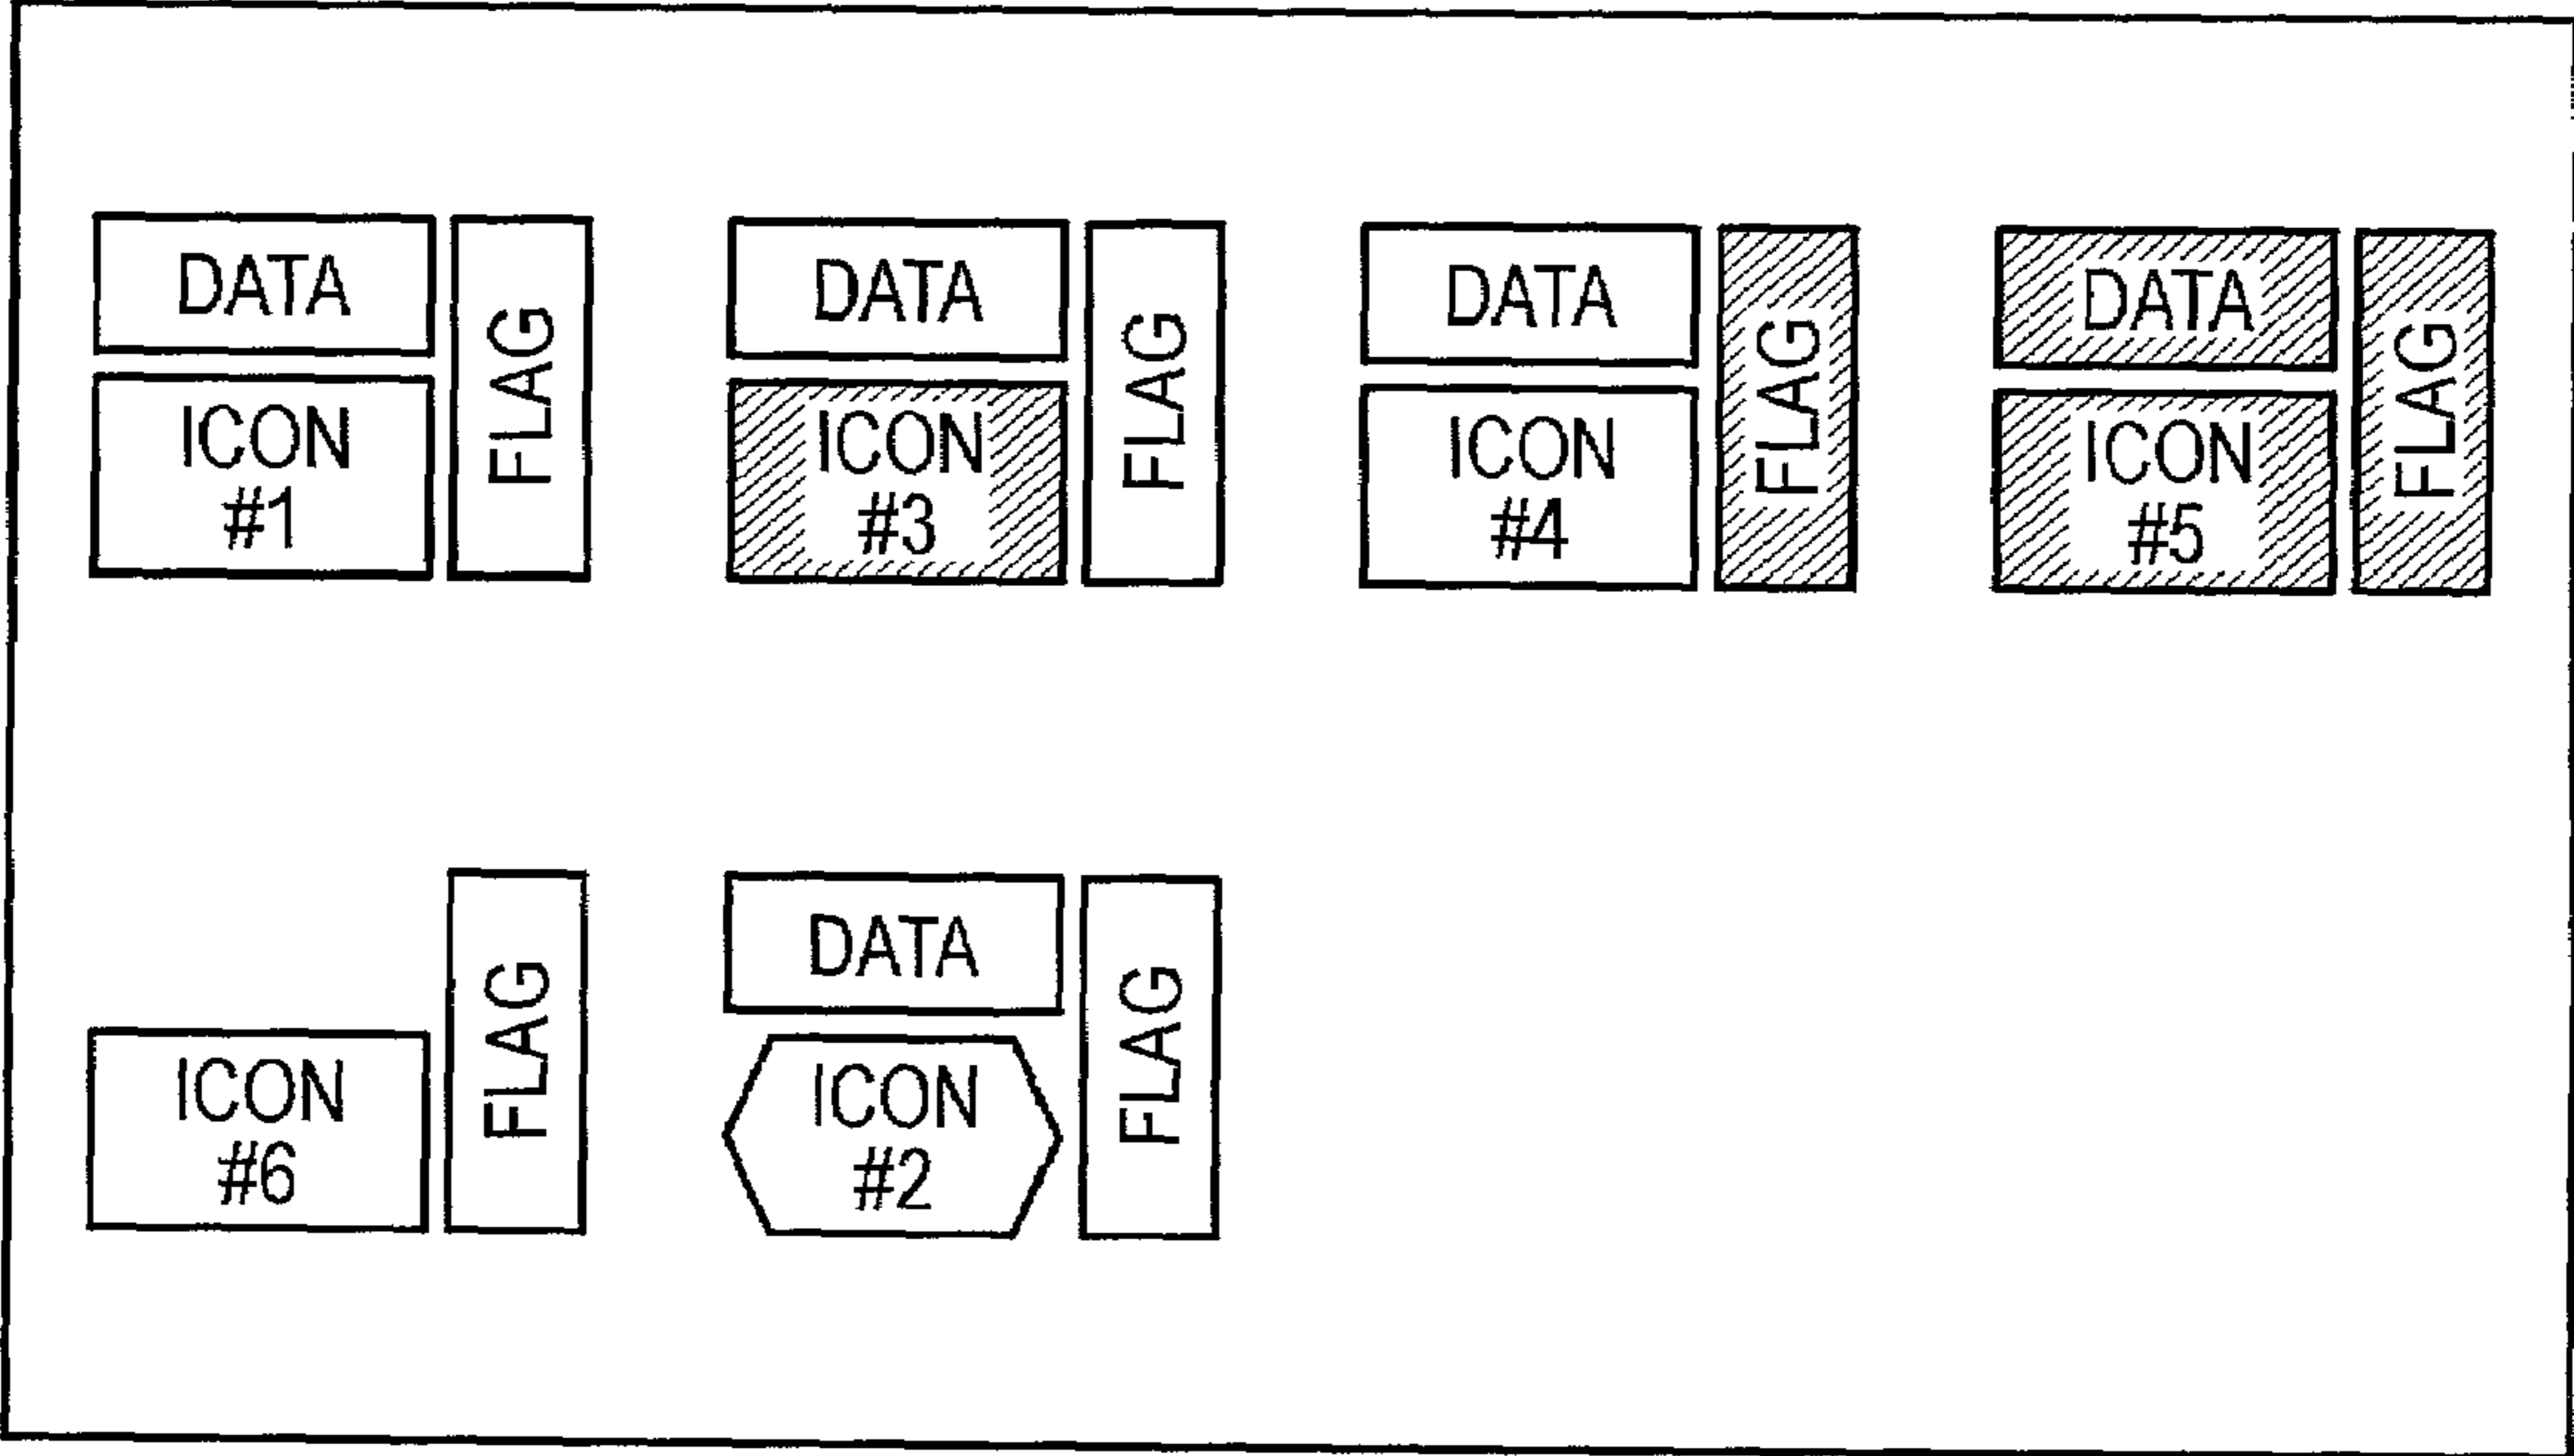 DATA
ICON
#1
FLAG
DATA
ICON
#3
FLAG
DATA
ICON
#4
FLAG
DATA
ICON
#5
FLAG
ICON
#6
FLAG
DATA
ICON
#2
FLAG